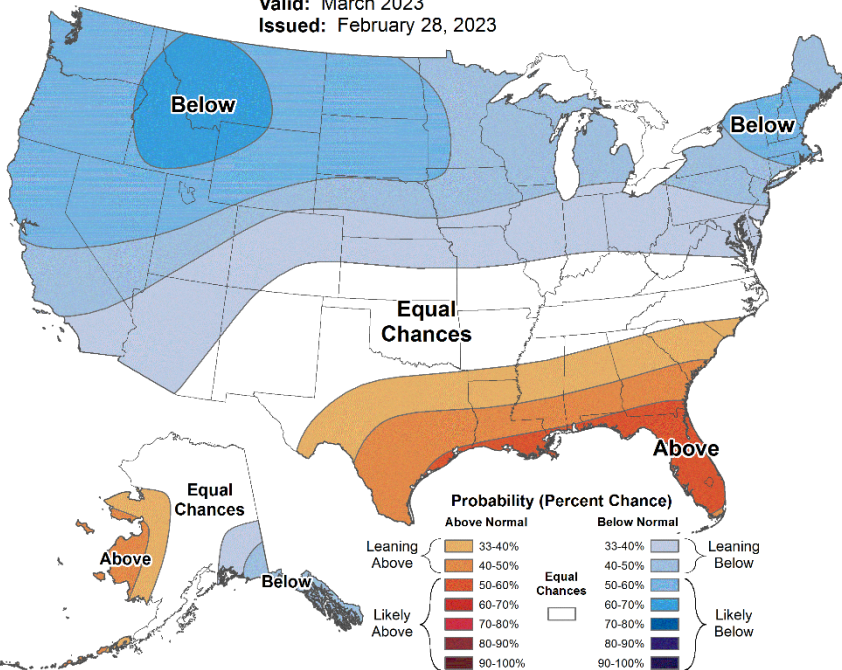 Valid: March 2023
Issued: February 28, 2023
Below
Below
Equal
Chances
Above
Equal
Chances
Above
Below
Probability (Percent Chance)
Above Normal
Below Normal
Leaning
Above
33-40%
40-50%
50-60%
60-70%
70-80%
80-90%
90-100%
Likely
Above
Equal
Chances
33-40%
40-50%
50-60%
60-70%
70-80%
80-90%
90-100%
Leaning
Below
Likely
Below